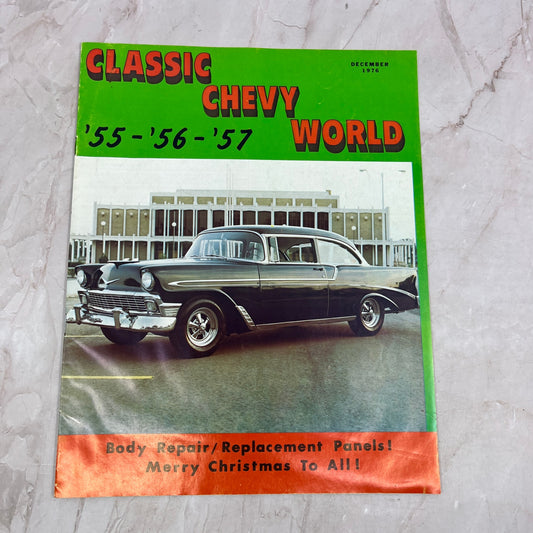 CLASSIC
CHEVY
WORLD
DECEMBER
1976
'55 - '56 - '57
Body Repair/Replacement Panels!
Merry Christmas To All!